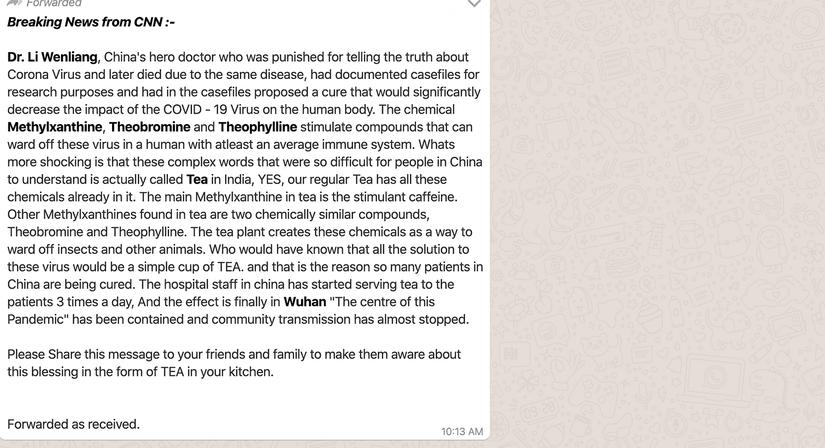 Forwarded
Breaking News from CNN :-
Dr. Li Wenliang, China's hero doctor who was punished for telling the truth about
Corona Virus and later died due to the same disease, had documented casefiles for
research purposes and had in the casefiles proposed a cure that would significantly
decrease the impact of the COVID - 19 Virus on the human body. The chemical
Methylxanthine, Theobromine and Theophylline stimulate compounds that can
ward off these virus in a human with atleast an average immune system. Whats
more shocking is that these complex words that were so difficult for people in China
to understand is actually called Tea in India, YES, our regular Tea has all these
chemicals already in it. The main Methylxanthine in tea is the stimulant caffeine.
Other Methylxanthines found in tea are two chemically similar compounds,
Theobromine and Theophylline. The tea plant creates these chemicals as a way to
ward off insects and other animals. Who would have known that all the solution to
these virus would be a simple cup of TEA. and that is the reason so many patients in
China are being cured. The hospital staff in china has started serving tea to the
patients 3 times a day, And the effect is finally in Wuhan "The centre of this
Pandemic" has been contained and community transmission has almost stopped.
Please Share this message to your friends and family to make them aware about
this blessing in the form of TEA in your kitchen.
Forwarded as received.
10:13 AM